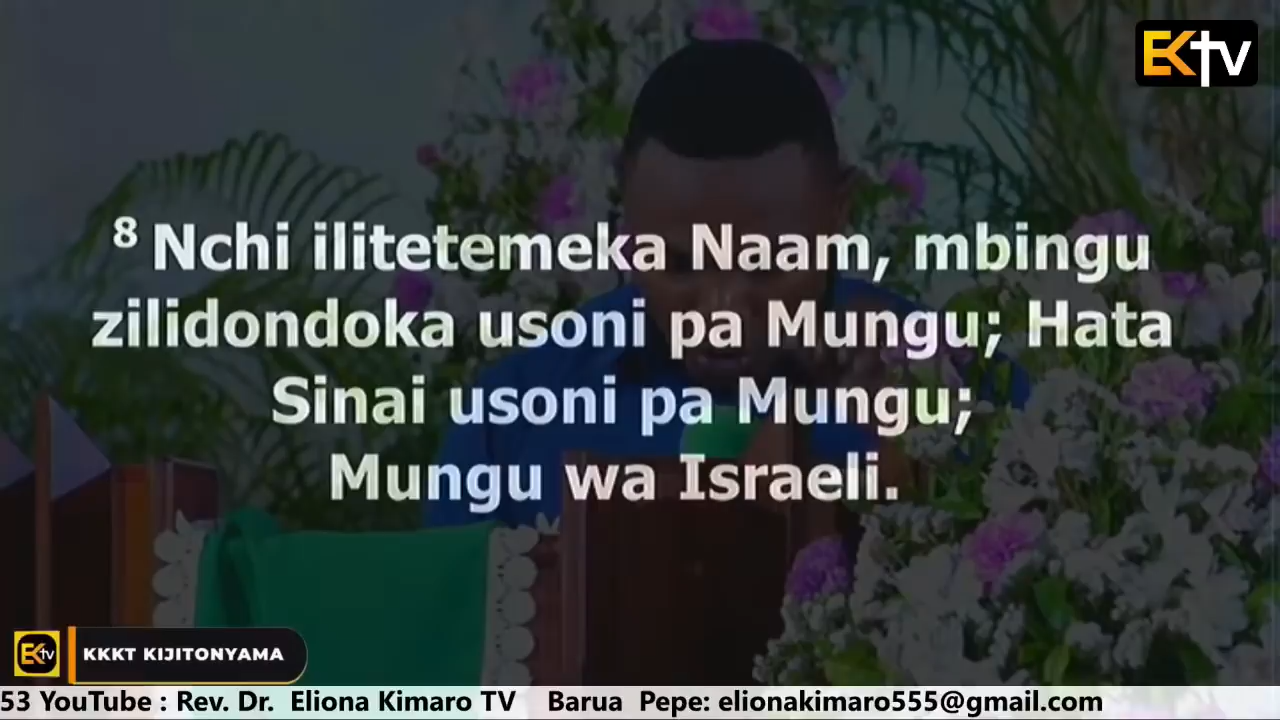 EKTV
8 Nchi ilitetemeka Naam, mbingu
zilidondoka usoni pa Mungu; Hata
Sinai usoni pa Mungu;
Mungu wa Israeli.
EKTV KKKT KIJITONYAMA
53 YouTube : Rev. Dr. Eliona Kimaro TV Barua Pepe: elionakimaro555@gmail.com